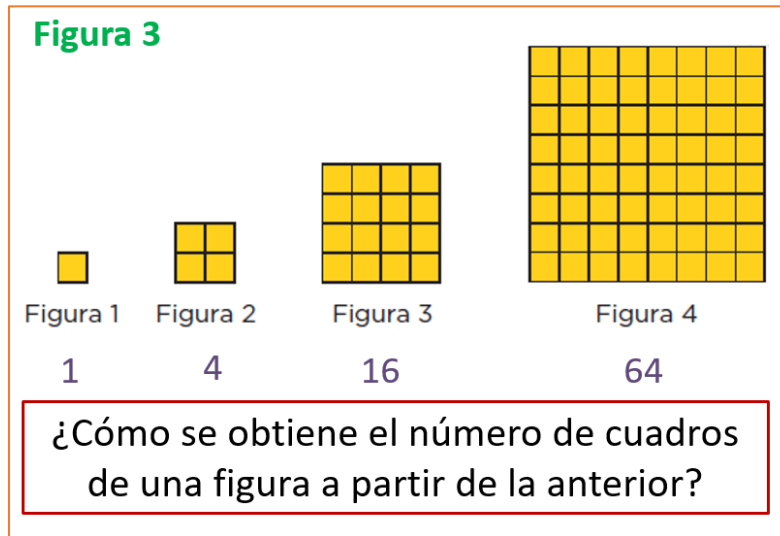 Figura 3
Figura 1 Figura 2 Figura 3 Figura 4
1 4 16 64
¿Cómo se obtiene el número de cuadros
de una figura a partir de la anterior?